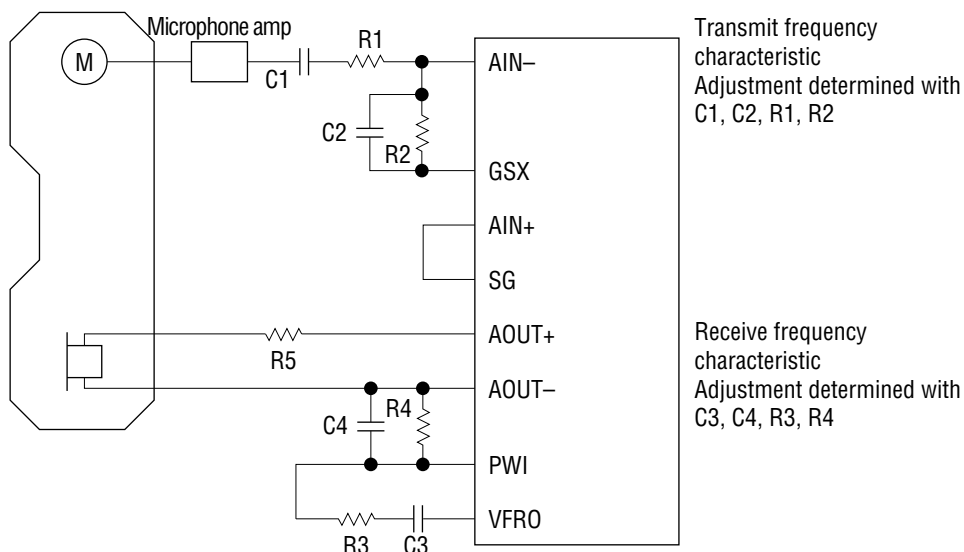 Microphone amp
M
C1
R1
C2
R2
AIN–
GSX
AIN+
SG
AOUT+
AOUT–
PWI
VFRO
R5
C4
R4
R3
C3
Transmit frequency
characteristic
Adjustment determined with
C1, C2, R1, R2
Receive frequency
characteristic
Adjustment determined with
C3, C4, R3, R4